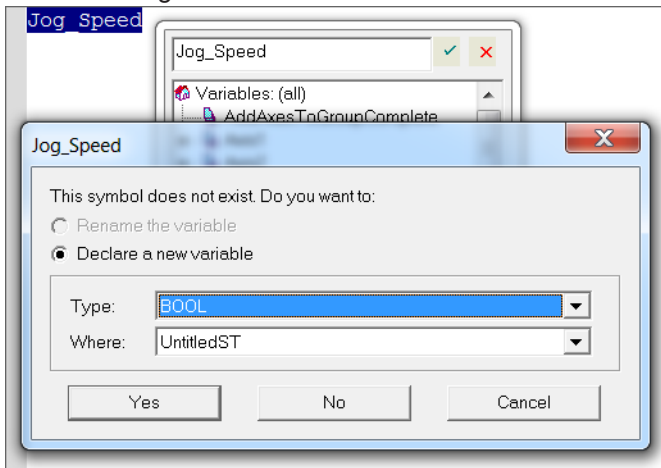 Jog_Speed
Jog_Speed
Variables: (all)
AddAxesToGroupComplete
Jog_Speed
This symbol does not exist. Do you want to:
Rename the variable
Declare a new variable
Type: BOOL
Where: UntitledST
Yes No Cancel